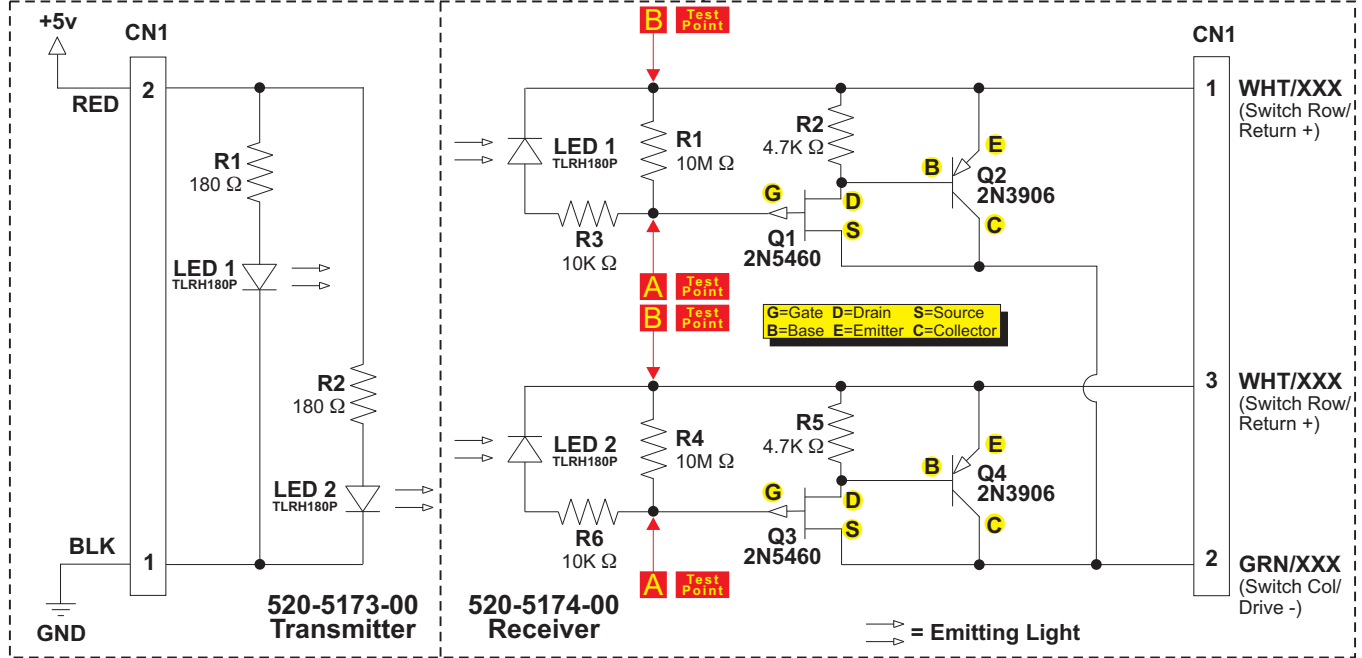 +5v
CN1
2
RED
R1
180 Ω
LED 1
TLRH180P
R2
180 Ω
LED 2
TLRH180P
BLK
1
GND
520-5173-00
Transmitter
B Test Point
CN1
1 WHT/XXX
(Switch Row/
Return +)
LED 1
TLRH180P
R1
10M Ω
R2
4.7K Ω
E
B
Q2
2N3906
C
G
D
S
Q1
2N5460
R3
10K Ω
A Test Point
B Test Point
G=Gate D=Drain S=Source
B=Base E=Emitter C=Collector
3 WHT/XXX
(Switch Row/
Return +)
LED 2
TLRH180P
R4
10M Ω
R5
4.7K Ω
E
B
Q4
2N3906
C
G
D
S
Q3
2N5460
R6
10K Ω
2 GRN/XXX
(Switch Col/
Drive -)
A Test Point
520-5174-00
Receiver
= Emitting Light